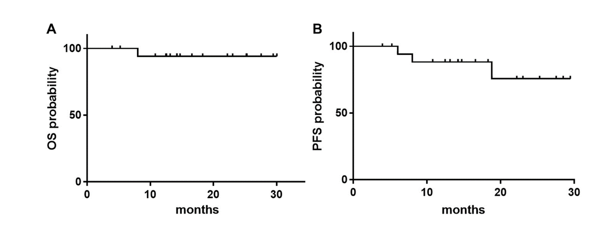 A
OS probability
100
50
0
0 10 20 30
months
B
PFS probability
100
50
0
0 10 20 30
months